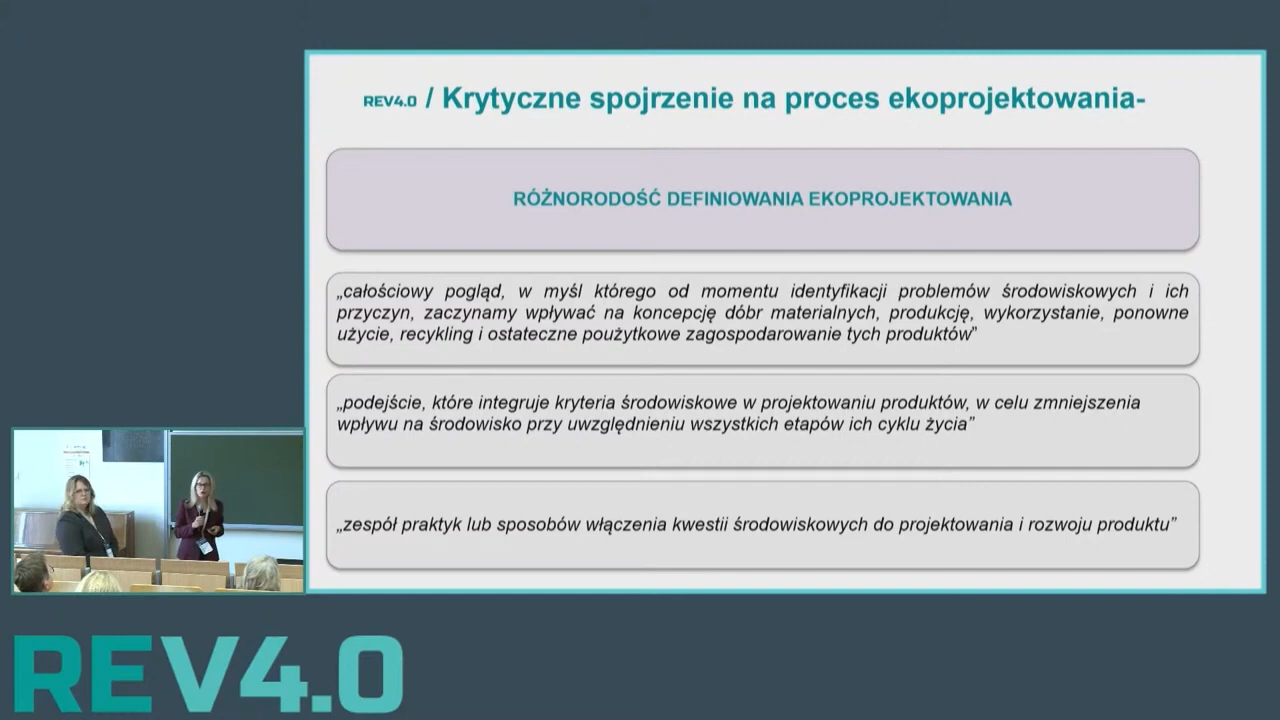 REV4.0 / Krytyczne spojrzenie na proces ekoprojektowania-
RÓŻNORODOŚĆ DEFINIOWANIA EKOPROJEKTOWANIA
„całościowy pogląd, w myśl którego od momentu identyfikacji problemów środowiskowych i ich
przyczyn, zaczynamy wpływać na koncepcję dóbr materialnych, produkcję, wykorzystanie, ponowne
użycie, recykling i ostateczne poużytkowe zagospodarowanie tych produktów”
„podejście, które integruje kryteria środowiskowe w projektowaniu produktów, w celu zmniejszenia
wpływu na środowisko przy uwzględnieniu wszystkich etapów ich cyklu życia”
„zespół praktyk lub sposobów włączenia kwestii środowiskowych do projektowania i rozwoju produktu”
REV4.0